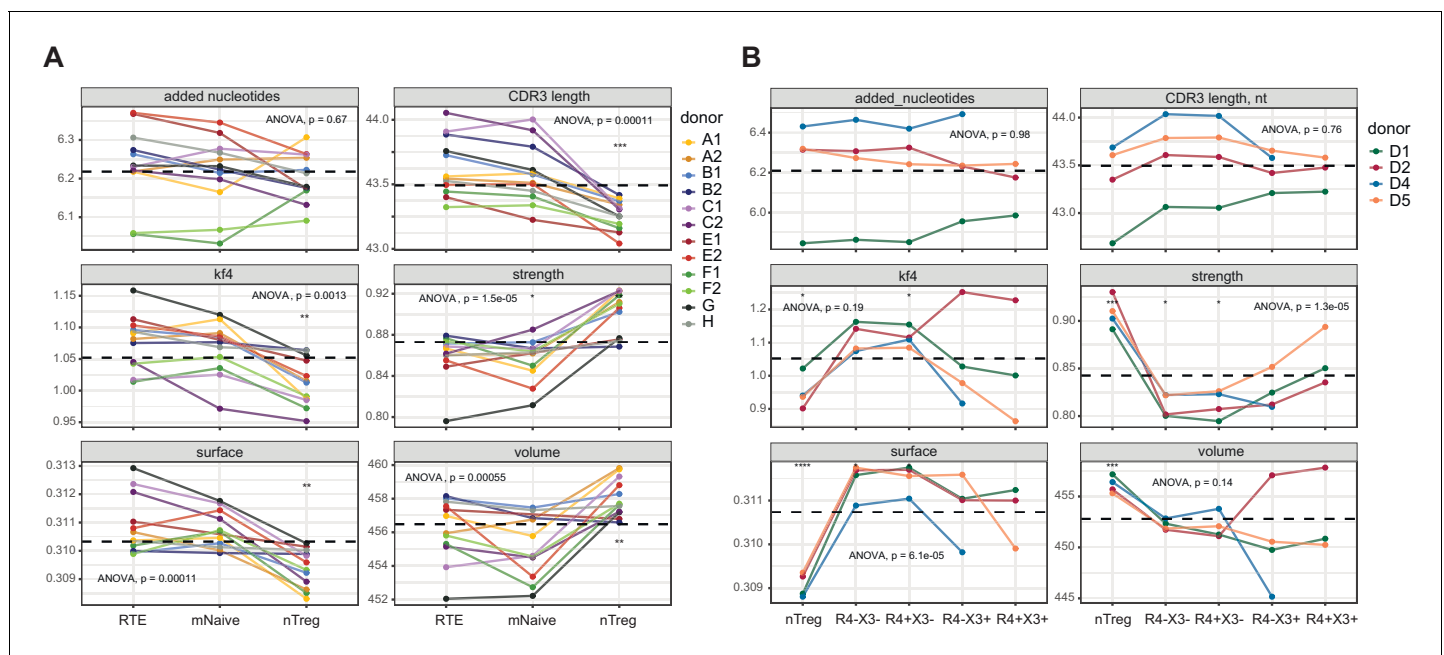 A
added nucleotides
ANOVA, p = 0.67
6.3
6.2
6.1
CDR3 length
ANOVA, p = 0.00011
***
44.0
43.5
43.0
kf4
ANOVA, p = 0.0013
**
1.15
1.10
1.05
1.00
0.95
strength
ANOVA, p = 1.5e-05
*
0.92
0.88
0.84
0.80
surface
**
ANOVA, p = 0.00011
0.313
0.312
0.311
0.310
0.309
RTE mNaive nTreg
volume
ANOVA, p = 0.00055
**
460
458
456
454
452
RTE mNaive nTreg
donor
A1
A2
B1
B2
C1
C2
E1
E2
F1
F2
G
H
B
added_nucleotides
ANOVA, p = 0.98
6.4
6.2
6.0
CDR3 length, nt
ANOVA, p = 0.76
44.0
43.5
43.0
kf4
* *
ANOVA, p = 0.19
1.2
1.1
1.0
0.9
strength
*** * *
ANOVA, p = 1.3e-05
0.90
0.85
0.80
surface
**** *
ANOVA, p = 6.1e-05
0.311
0.310
0.309
nTreg R4-X3- R4+X3- R4-X3+ R4+X3+
volume
***
ANOVA, p = 0.14
455
450
445
nTreg R4-X3- R4+X3- R4-X3+ R4+X3+
donor
D1
D2
D4
D5